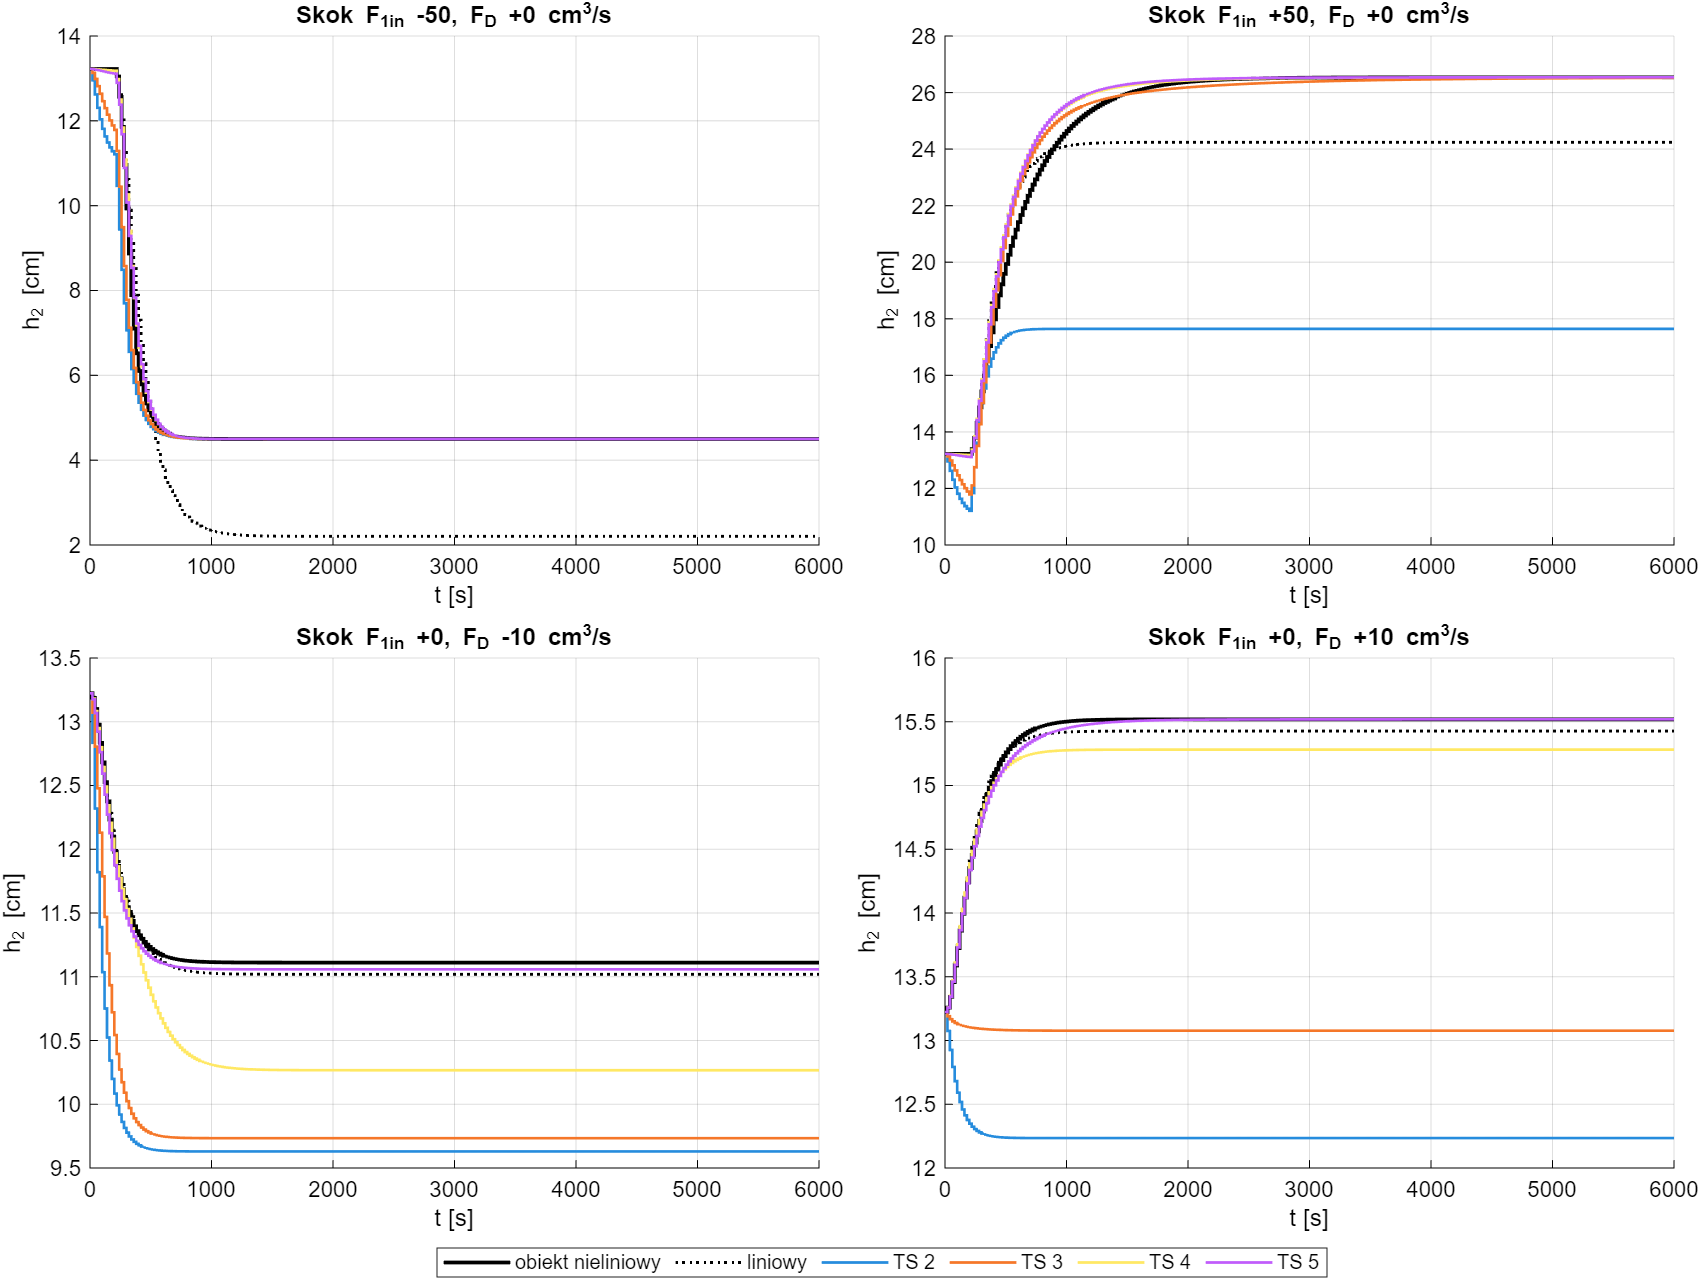 Skok F1in -50, FD +0 cm³/s
14
12
10
8
6
4
2
h2 [cm]
0 1000 2000 3000 4000 5000 6000
t [s]
Skok F1in +50, FD +0 cm³/s
28
26
24
22
20
18
16
14
12
10
h2 [cm]
0 1000 2000 3000 4000 5000 6000
t [s]
Skok F1in +0, FD -10 cm³/s
13.5
13
12.5
12
11.5
11
10.5
10
9.5
h2 [cm]
0 1000 2000 3000 4000 5000 6000
t [s]
Skok F1in +0, FD +10 cm³/s
16
15.5
15
14.5
14
13.5
13
12.5
12
h2 [cm]
0 1000 2000 3000 4000 5000 6000
t [s]
obiekt nieliniowy liniowy TS 2 TS 3 TS 4 TS 5